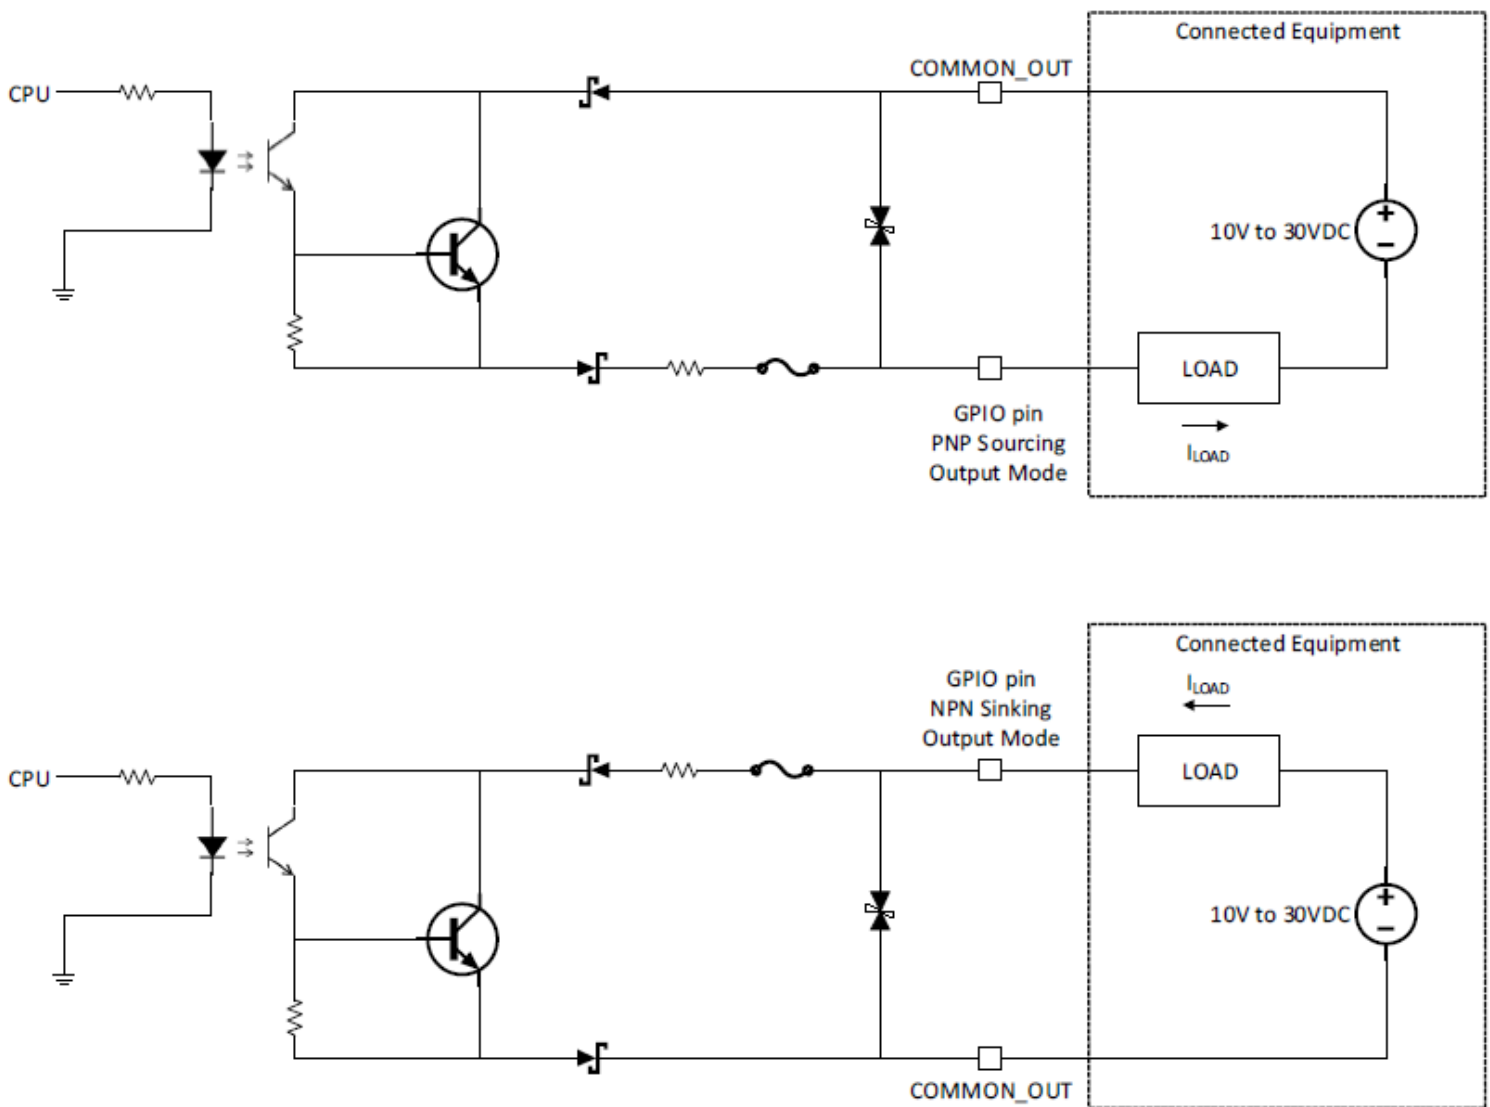 Connected Equipment
COMMON_OUT
CPU
10V to 30VDC
+
−
LOAD
GPIO pin
PNP Sourcing
Output Mode
ILOAD
Connected Equipment
GPIO pin
NPN Sinking
Output Mode
ILOAD
CPU
LOAD
10V to 30VDC
+
−
COMMON_OUT